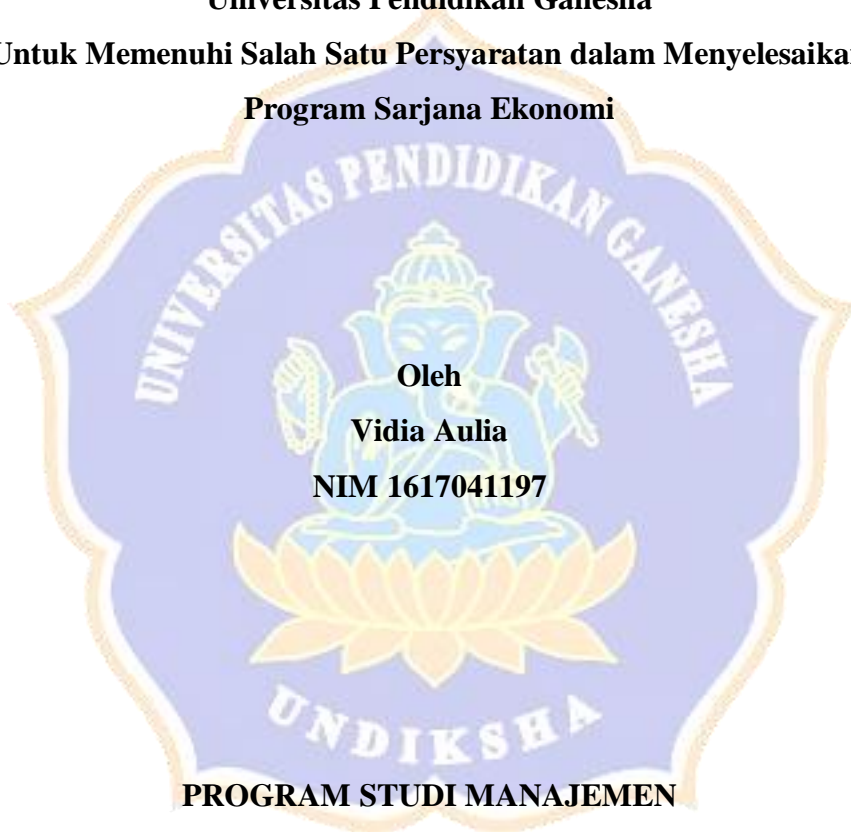 Universitas Pendidikan Ganesha
Untuk Memenuhi Salah Satu Persyaratan dalam Menyelesaikan
Program Sarjana Ekonomi
UNIVERSITAS PENDIDIKAN GANESHA
Oleh
Vidia Aulia
NIM 1617041197
UNDIKSHA
PROGRAM STUDI MANAJEMEN